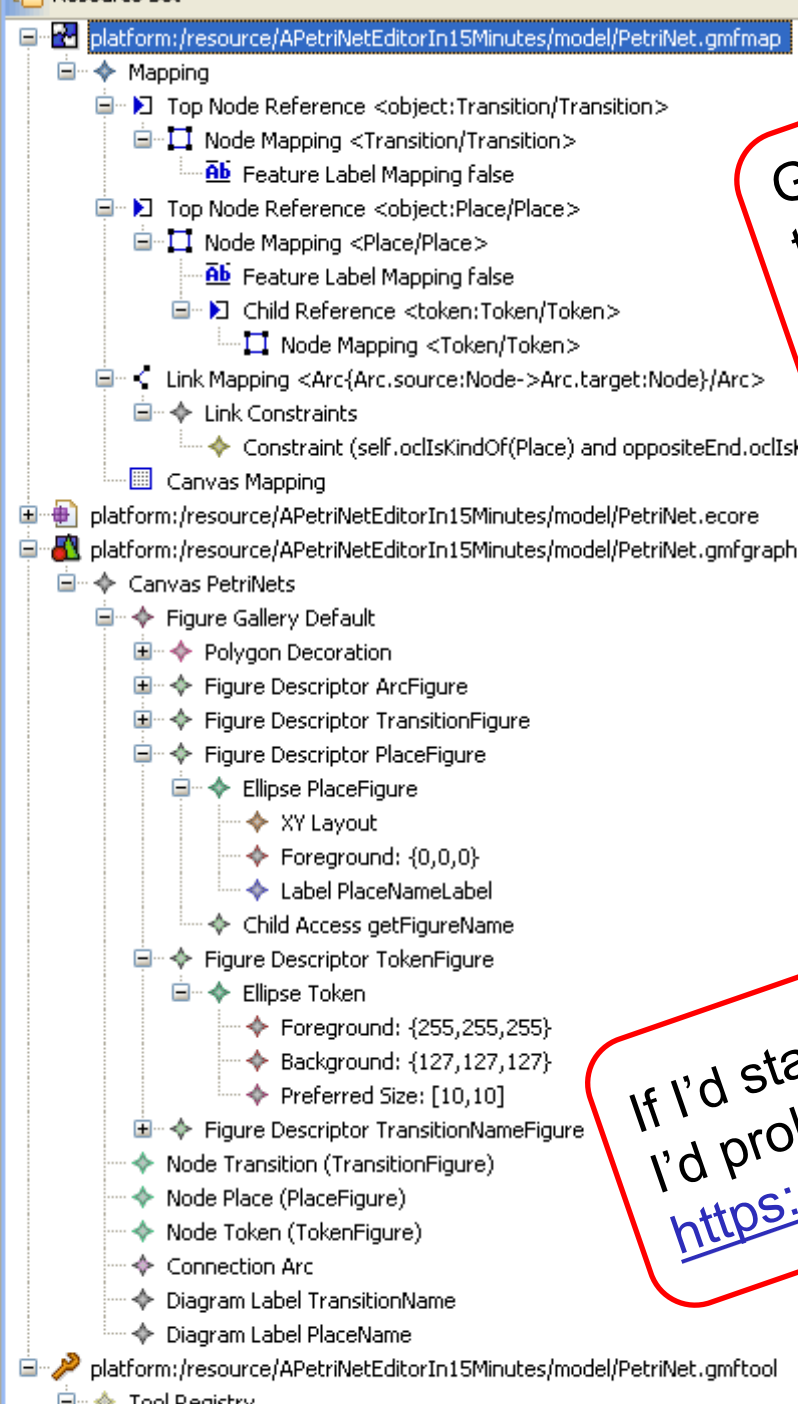 platform:/resource/APetriNetEditorIn15Minutes/model/PetriNet.gmfmap
Mapping
Top Node Reference <object:Transition/Transition>
Node Mapping <Transition/Transition>
Ab Feature Label Mapping false
Top Node Reference <object:Place/Place>
Node Mapping <Place/Place>
Ab Feature Label Mapping false
Child Reference <token:Token/Token>
Node Mapping <Token/Token>
Link Mapping <Arc{Arc.source:Node->Arc.target:Node}/Arc>
Link Constraints
Constraint (self.oclIsKindOf(Place) and
Canvas Mapping
platform:/resource/APetriNetEditorIn15Minutes/model/PetriNet.ecore
platform:/resource/APetriNetEditorIn15Minutes/model/PetriNet.gmfgraph
Canvas PetriNets
Figure Gallery Default
Polygon Decoration
Figure Descriptor ArcFigure
Figure Descriptor TransitionFigure
Figure Descriptor PlaceFigure
Ellipse PlaceFigure
XY Layout
Foreground: {0,0,0}
Label PlaceNameLabel
Child Access getFigureName
Figure Descriptor TokenFigure
Ellipse Token
Foreground: {255,255,255}
Background: {127,127,127}
Preferred Size: [10,10]
Figure Descriptor TransitionNameFigure
Node Transition (TransitionFigure)
Node Place (PlaceFigure)
Node Token (TokenFigure)
Connection Arc
Diagram Label TransitionName
Diagram Label PlaceName
platform:/resource/APetriNetEditorIn15Minutes/model/PetriNet.gmftool
Tool Registry
If I'd
I'd
https: